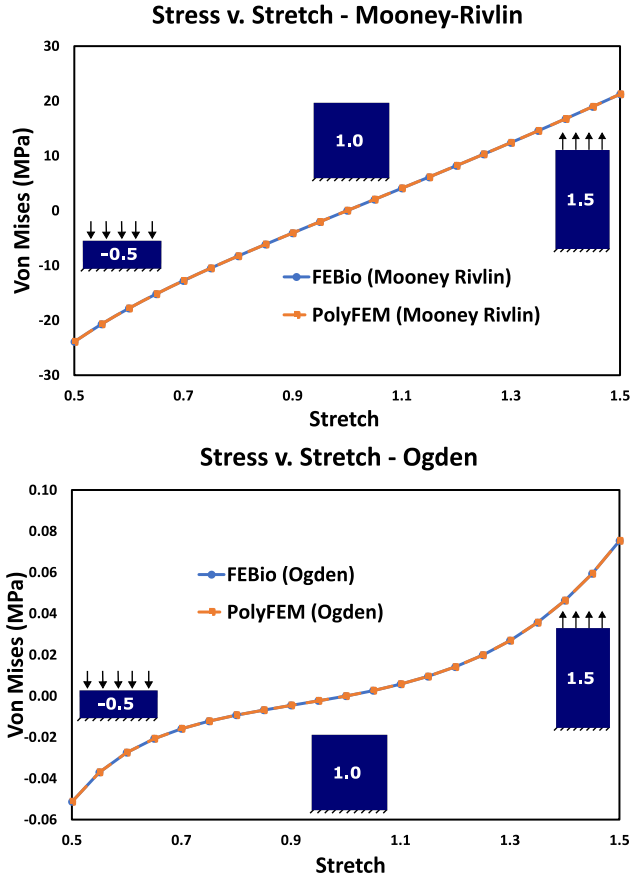 Stress v. Stretch - Mooney-Rivlin
Von Mises (MPa)
30
20
10
0
-10
-20
-30
1.0
1.5
-0.5
FEBio (Mooney Rivlin)
PolyFEM (Mooney Rivlin)
0.5 0.7 0.9 1.1 1.3 1.5
Stretch
Stress v. Stretch - Ogden
Von Mises (MPa)
0.10
0.08
0.06
0.04
0.02
0.00
-0.02
-0.04
-0.06
FEBio (Ogden)
PolyFEM (Ogden)
1.5
-0.5
1.0
0.5 0.7 0.9 1.1 1.3 1.5
Stretch